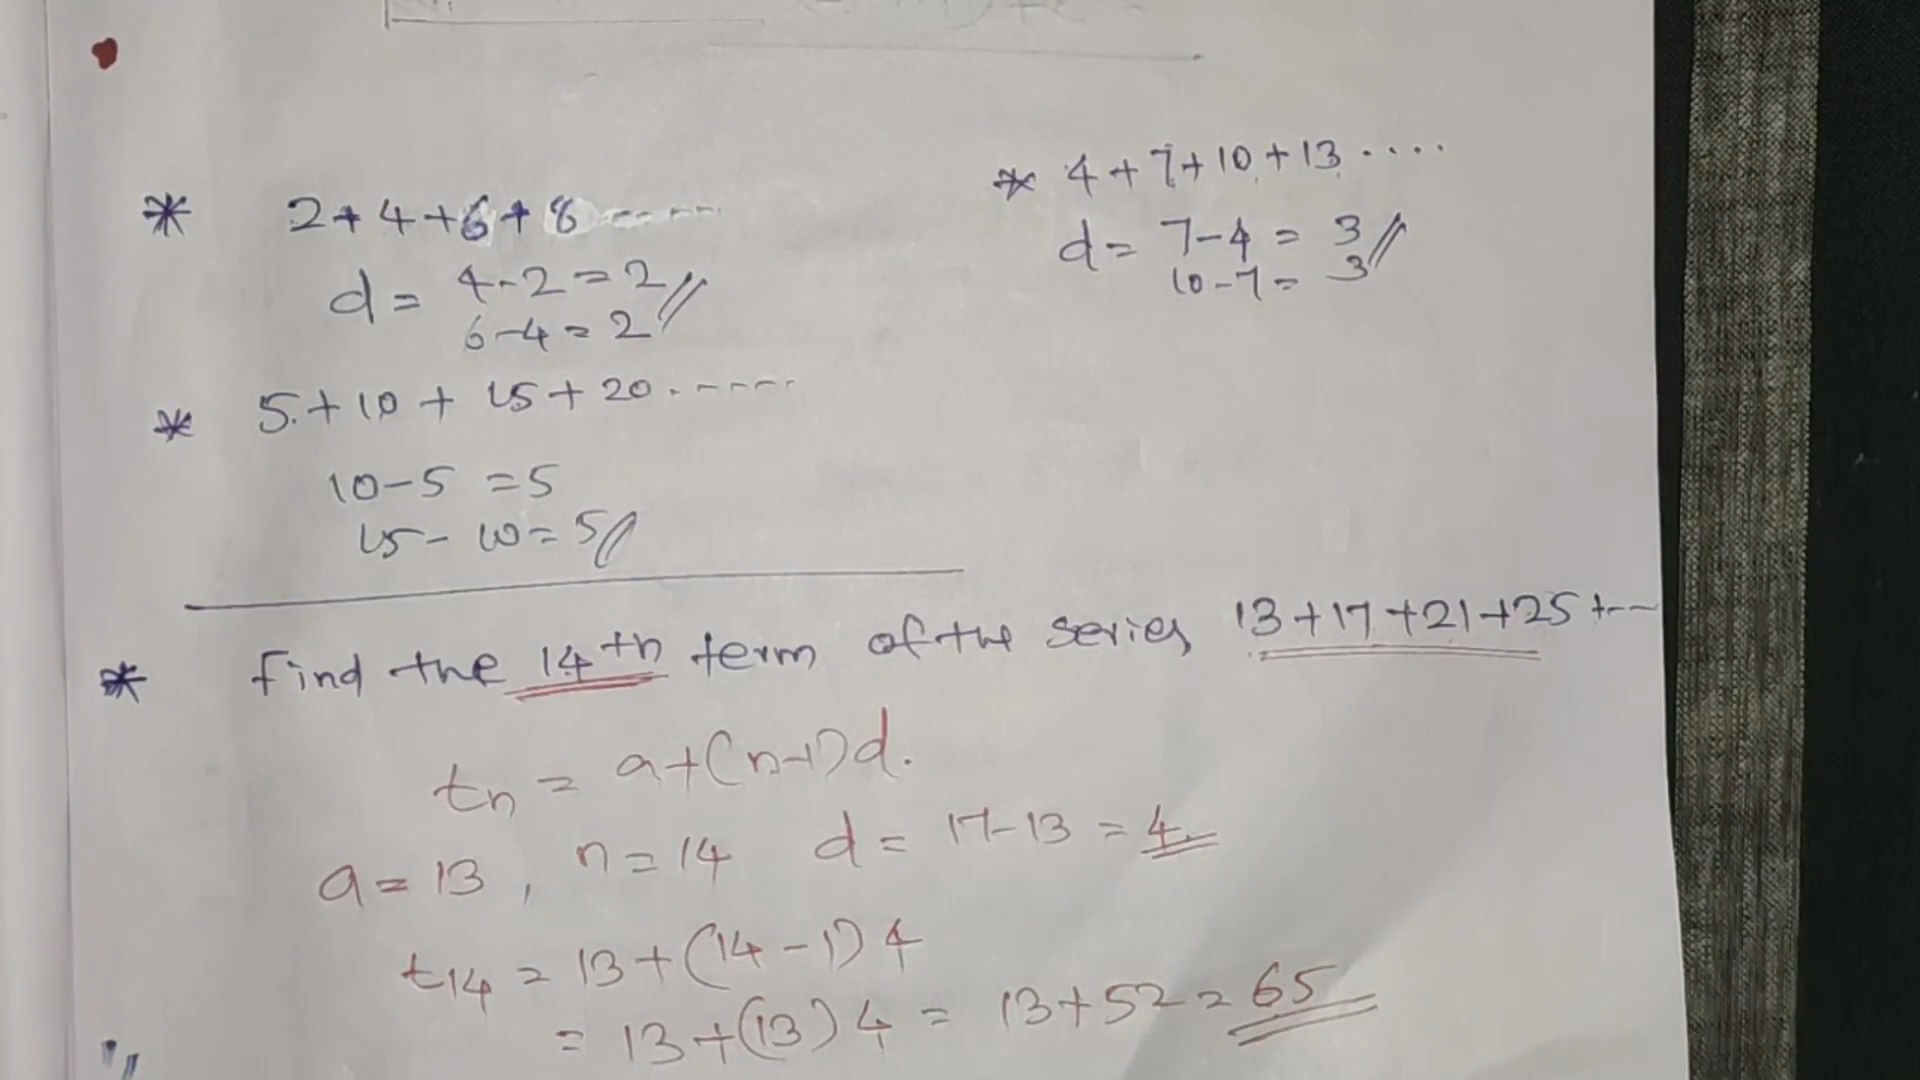 * 2+4+6+8------
d = 4-2=2
6-4=2//
* 5+10+15+20.-----
10-5 =5
15-10=5//
* 4+7+10+13....
d= 7-4= 3//
10-7= 3
* find the 14th term of the series 13+17+21+25+---
tn = a+(n-1)d.
a=13, n=14 d= 17-13 =4
t14 = 13+(14-1)4
= 13+(13)4 = 13+52=65